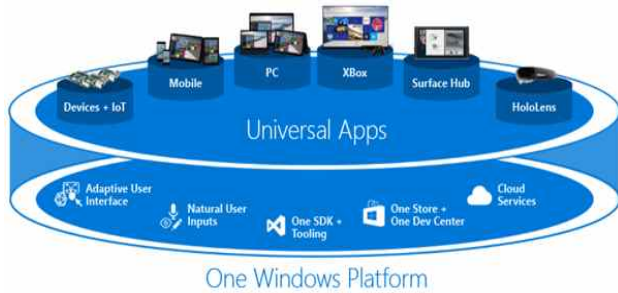 Devices + IoT
Mobile
PC
XBox
Surface Hub
HoloLens
Universal Apps
Adaptive User
Interface
Natural User
Inputs
One SDK +
Tooling
One Store +
One Dev Center
Cloud
Services
One Windows Platform